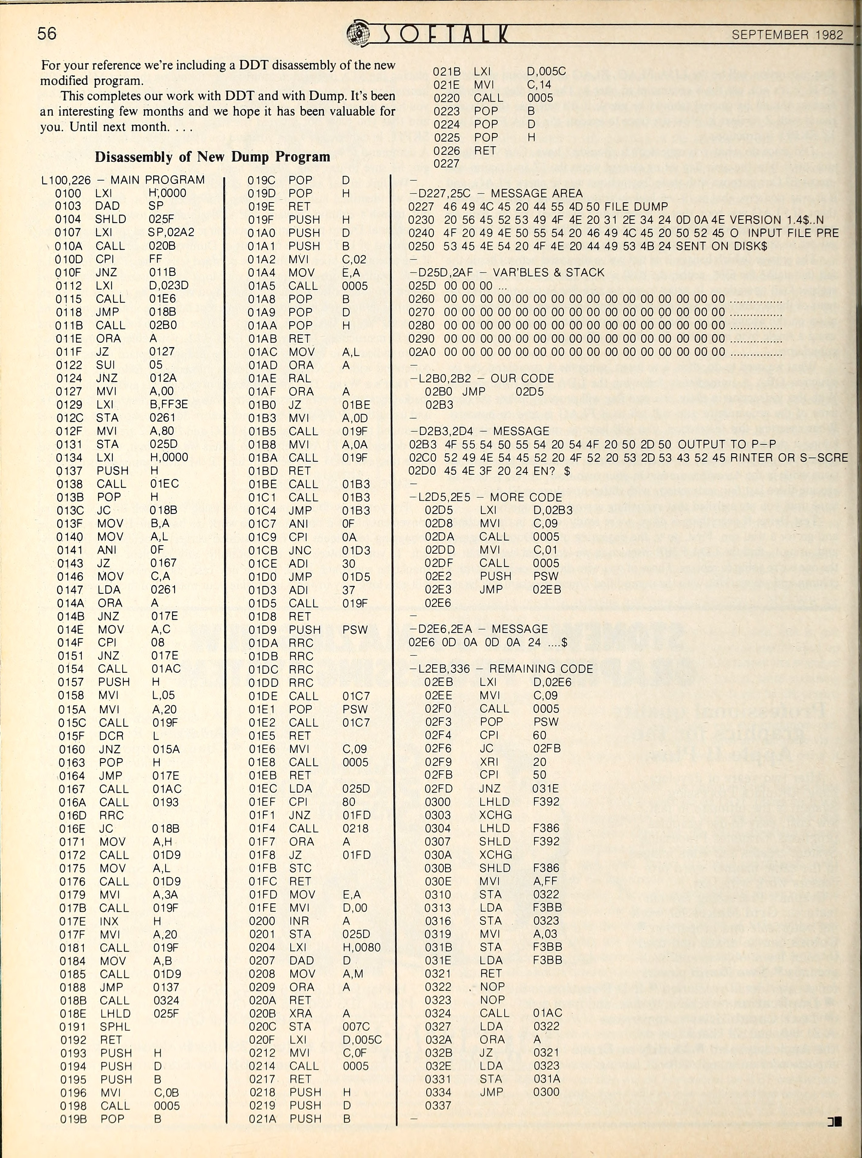 56
SOFTALK
SEPTEMBER 1982
For your reference we're including a DDT disassembly of the new
modified program.
This completes our work with DDT and with Dump. It's been
an interesting few months and we hope it has been valuable for
you. Until next month. . . .
Disassembly of New Dump Program
L100,226 – MAIN PROGRAM
0100 LXI H,0000
0103 DAD SP
0104 SHLD 025F
0107 LXI SP,02A2
010A CALL 020B
010D CPI FF
010F JNZ 011B
0112 LXI D,023D
0115 CALL 01E6
0118 JMP 018B
011B CALL 02B0
011E ORA A
011F JZ 0127
0122 SUI 05
0124 JNZ 012A
0127 MVI A,00
0129 LXI B,FF3E
012C STA 0261
012F MVI A,80
0131 STA 025D
0134 LXI H,0000
0137 PUSH H
0138 CALL 01EC
013B POP H
013C JC 018B
013F MOV B,A
0140 MOV A,L
0141 ANI 0F
0143 JZ 0167
0146 MOV C,A
0147 LDA 0261
014A ORA A
014B JNZ 017E
014E MOV A,C
014F CPI 08
0151 JNZ 017E
0154 CALL 01AC
0157 PUSH H
0158 MVI L,05
015A MVI A,20
015C CALL 019F
015F DCR L
0160 JNZ 015A
0163 POP H
0164 JMP 017E
0167 CALL 01AC
016A CALL 0193
016D RRC
016E JC 018B
0171 MOV A,H
0172 CALL 01D9
0175 MOV A,L
0176 CALL 01D9
0179 MVI A,3A
017B CALL 019F
017E INX H
017F MVI A,20
0181 CALL 019F
0184 MOV A,B
0185 CALL 01D9
0188 JMP 0137
018B CALL 0324
018E LHLD 025F
0191 SPHL
0192 RET
0193 PUSH H
0194 PUSH D
0195 PUSH B
0196 MVI C,0B
0198 CALL 0005
019B POP B
019C POP D
019D POP H
019E RET
019F PUSH H
01A0 PUSH D
01A1 PUSH B
01A2 MVI C,02
01A4 MOV E,A
01A5 CALL 0005
01A8 POP B
01A9 POP D
01AA POP H
01AB RET
01AC MOV A,L
01AD ORA A
01AE RAL
01AF ORA A
01B0 JZ 01BE
01B3 MVI A,0D
01B5 CALL 019F
01B8 MVI A,0A
01BA CALL 019F
01BD RET
01BE CALL 01B3
01C1 CALL 01B3
01C4 JMP 01B3
01C7 ANI 0F
01C9 CPI 0A
01CB JNC 01D3
01CE ADI 30
01D0 JMP 01D5
01D3 ADI 37
01D5 CALL 019F
01D8 RET
01D9 PUSH PSW
01DA RRC
01DB RRC
01DC RRC
01DD RRC
01DE CALL 01C7
01E1 POP PSW
01E2 CALL 01C7
01E5 RET
01E6 MVI C,09
01E8 CALL 0005
01EB RET
01EC LDA 025D
01EF CPI 80
01F1 JNZ 01FD
01F4 CALL 0218
01F7 ORA A
01F8 JZ 01FD
01FB STC
01FC RET
01FD MOV E,A
01FE MVI D,00
0200 INR A
0201 STA 025D
0204 LXI H,0080
0207 DAD D
0208 MOV A,M
0209 ORA A
020A RET
020B XRA A
020C STA 007C
020F LXI D,005C
0212 MVI C,0F
0214 CALL 0005
0217 RET
0218 PUSH H
0219 PUSH D
021A PUSH B
021B LXI D,005C
021E MVI C,14
0220 CALL 0005
0223 POP B
0224 POP D
0225 POP H
0226 RET
0227
–
–D227,25C – MESSAGE AREA
0227 46 49 4C 45 20 44 55 4D 50 FILE DUMP
0230 20 56 45 52 53 49 4F 4E 20 31 2E 34 24 0D 0A 4E VERSION 1.4$..N
0240 4F 20 49 4E 50 55 54 20 46 49 4C 45 20 50 52 45 O INPUT FILE PRE
0250 53 45 4E 54 20 4F 4E 20 44 49 53 4B 24 SENT ON DISK$
–
–D25D,2AF – VAR'BLES & STACK
025D 00 00 00 ...
0260 00 00 00 00 00 00 00 00 00 00 00 00 00 00 00 00 ................
0270 00 00 00 00 00 00 00 00 00 00 00 00 00 00 00 00 ................
0280 00 00 00 00 00 00 00 00 00 00 00 00 00 00 00 00 ................
0290 00 00 00 00 00 00 00 00 00 00 00 00 00 00 00 00 ................
02A0 00 00 00 00 00 00 00 00 00 00 00 00 00 00 00 00 ................
–
–L2B0,2B2 – OUR CODE
02B0 JMP 02D5
02B3
–
–D2B3,2D4 – MESSAGE
02B3 4F 55 54 50 55 54 20 54 4F 20 50 2D 50 OUTPUT TO P–P
02C0 52 49 4E 54 45 52 20 4F 52 20 53 2D 53 43 52 45 RINTER OR S–SCRE
02D0 45 4E 3F 20 24 EN? $
–
–L2D5,2E5 – MORE CODE
02D5 LXI D,02B3
02D8 MVI C,09
02DA CALL 0005
02DD MVI C,01
02DF CALL 0005
02E2 PUSH PSW
02E3 JMP 02EB
02E6
–
–D2E6,2EA – MESSAGE
02E6 0D 0A 0D 0A 24 ....$
–
–L2EB,336 – REMAINING CODE
02EB LXI D,02E6
02EE MVI C,09
02F0 CALL 0005
02F3 POP PSW
02F4 CPI 60
02F6 JC 02FB
02F9 XRI 20
02FB CPI 50
02FD JNZ 031E
0300 LHLD F392
0303 XCHG
0304 LHLD F386
0307 SHLD F392
030A XCHG
030B SHLD F386
030E MVI A,FF
0310 STA 0322
0313 LDA F3BB
0316 STA 0323
0319 MVI A,03
031B STA F3BB
031E LDA F3BB
0321 RET
0322 NOP
0323 NOP
0324 CALL 01AC
0327 LDA 0322
032A ORA A
032B JZ 0321
032E LDA 0323
0331 STA 031A
0334 JMP 0300
0337
–